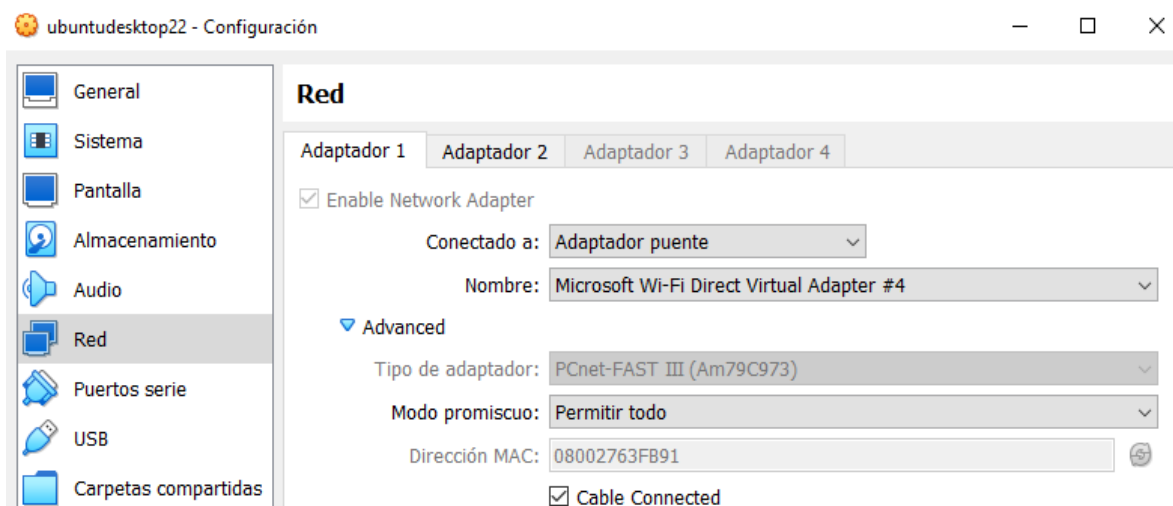 ubuntudesktop22 - Configuración
General
Sistema
Pantalla
Almacenamiento
Audio
Red
Puertos serie
USB
Carpetas compartidas
Red
Adaptador 1 Adaptador 2 Adaptador 3 Adaptador 4
Enable Network Adapter
Conectado a: Adaptador puente
Nombre: Microsoft Wi-Fi Direct Virtual Adapter #4
Advanced
Tipo de adaptador: PCnet-FAST III (Am79C973)
Modo promiscuo: Permitir todo
Dirección MAC: 08002763FB91
Cable Connected